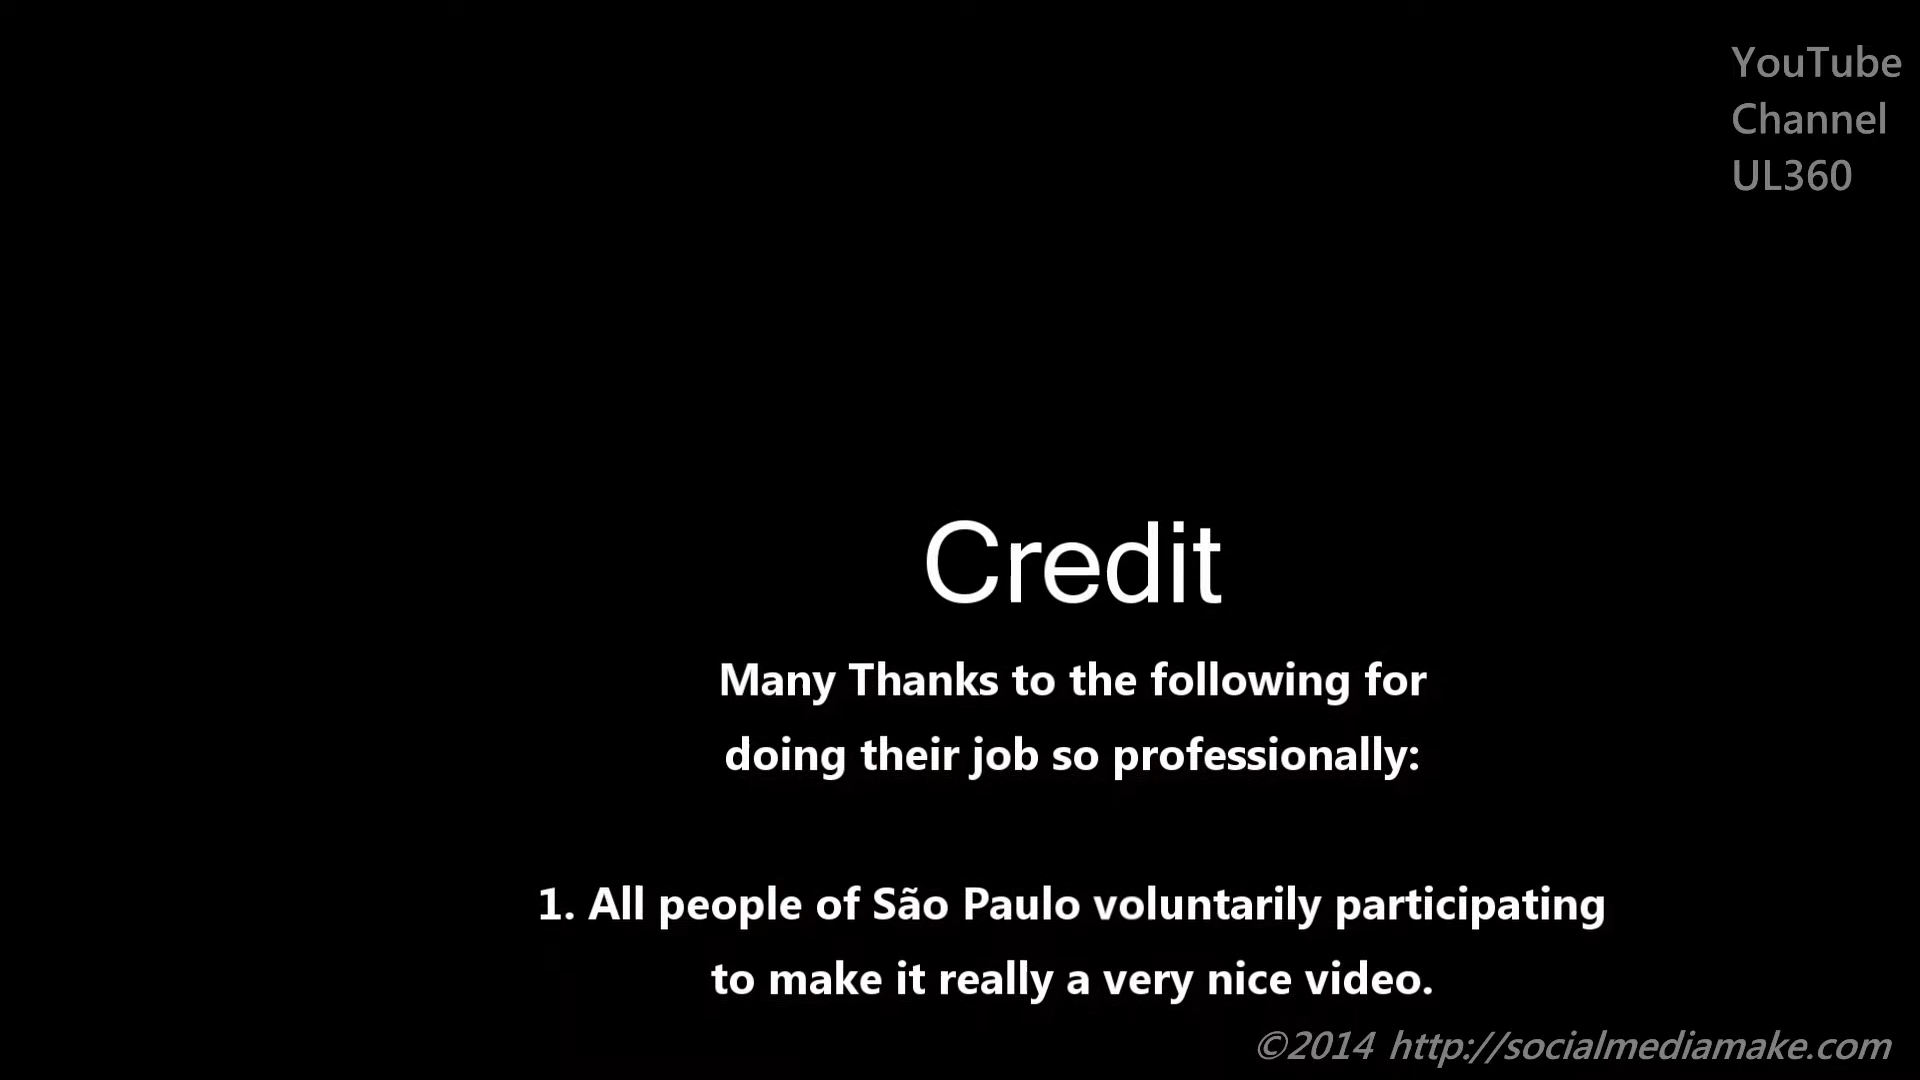 YouTube
Channel
UL360
Credit
Many Thanks to the following for
doing their job so professionally:
1. All people of São Paulo voluntarily participating
to make it really a very nice video.
©2014 http://socialmediamake.com